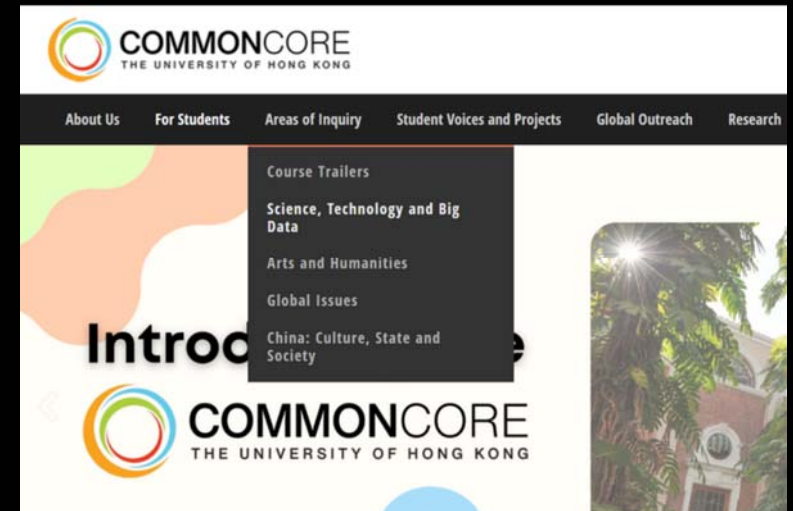 COMMONCORE
THE UNIVERSITY OF HONG KONG
About Us For Students Areas of Inquiry Student Voices and Projects Global Outreach Research
Course Trailers
Science, Technology and Big
Data
Arts and Humanities
Global Issues
China: Culture, State and
Society
COMMONCORE
THE UNIVERSITY OF HONG KONG